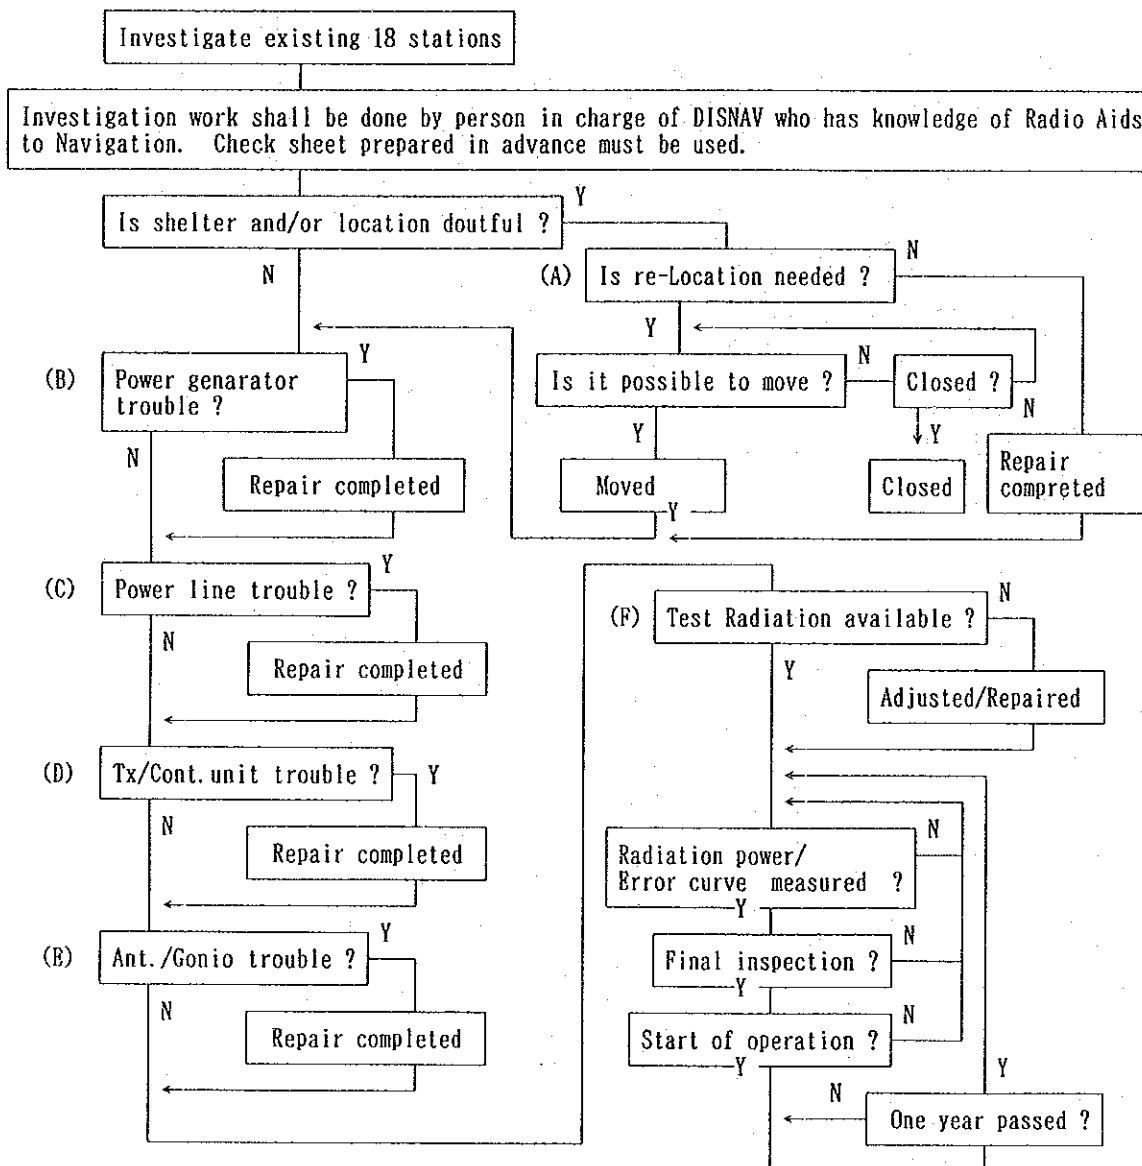 Investigate existing 18 stations
Investigation work shall be done by person in charge of DISNAV who has knowledge of Radio Aids
to Navigation. Check sheet prepared in advance must be used.
Is shelter and/or location doutful ?
Y
N
(A)
Is re-Location needed ?
N
Y
Is it possible to move ?
N
Closed ?
N
Y
Y
Moved
Y
Closed
Repair
compreted
(B)
Power genarator
trouble ?
Y
N
Repair completed
(C)
Power line trouble ?
Y
N
Repair completed
(D)
Tx/Cont.unit trouble ?
Y
N
Repair completed
(E)
Ant./Gonio trouble ?
Y
N
Repair completed
(F)
Test Radiation available ?
N
Y
Adjusted/Repaired
Radiation power/
Error curve measured ?
N
Y
Final inspection ?
N
Y
Start of operation ?
N
Y
Y
N
One year passed ?